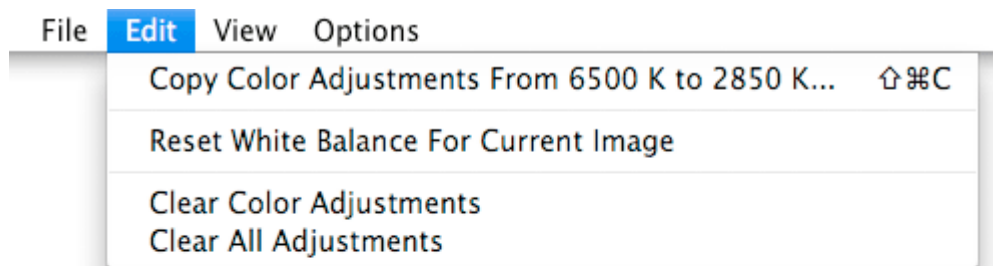 File Edit View Options
Copy Color Adjustments From 6500 K to 2850 K... ⇧⌘C
Reset White Balance For Current Image
Clear Color Adjustments
Clear All Adjustments